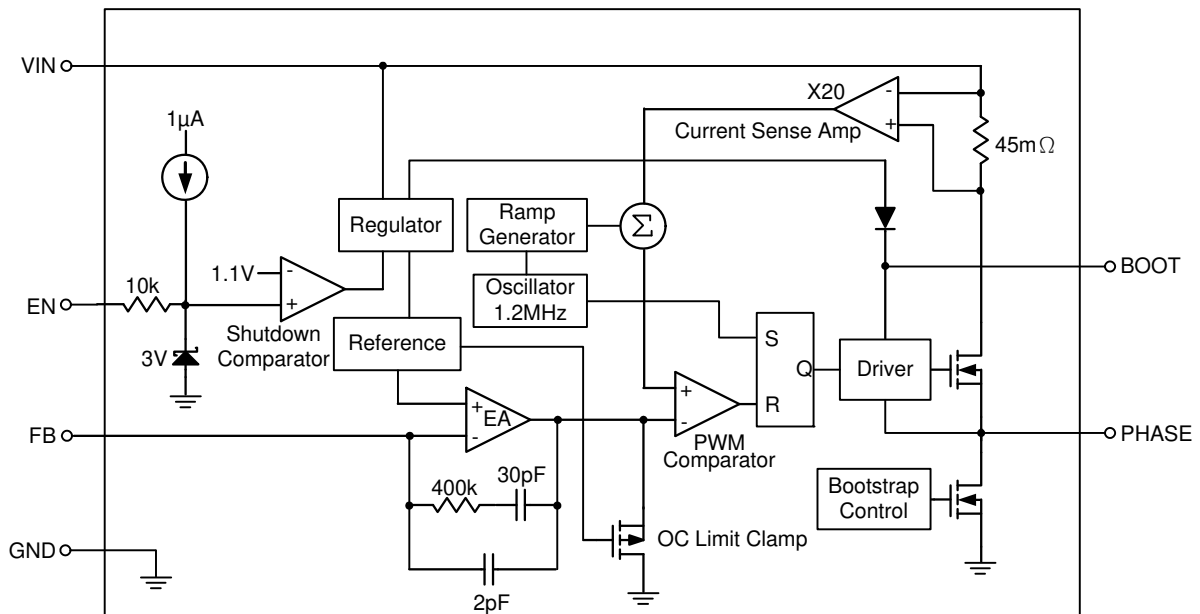 VIN
X20
-
+
Current Sense Amp
45mΩ
1µA
Regulator
Ramp
Generator
Σ
BOOT
1.1V
-
+
10k
EN
Oscillator
1.2MHz
Shutdown
Comparator
Reference
3V
S
Q
R
Driver
+
-
EA
+
-
PWM
Comparator
FB
PHASE
400k
30pF
Bootstrap
Control
OC Limit Clamp
GND
2pF